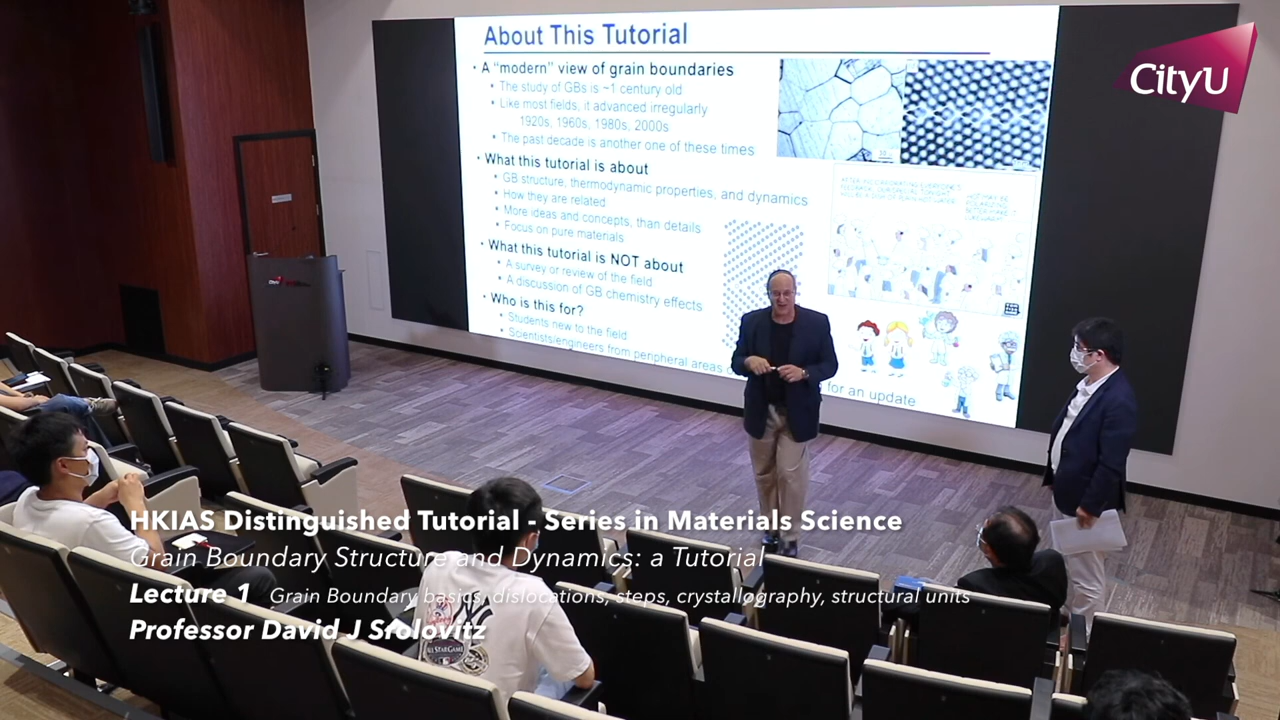 About This Tutorial
CityU
• A “modern” view of grain boundaries
• The study of GBs is ~1 century old
• Like most fields, it advanced irregularly
1920s, 1960s, 1980s, 2000s
• The past decade is another one of these times
• What this tutorial is about
• GB structure, thermodynamic properties, and dynamics
• How they are related
• More ideas and concepts, than details
• Focus on pure materials
• What this tutorial is NOT about
• A survey or review of the field
• A discussion of GB chemistry effects
• Who is this for?
• Students new to the field
• Scientists/engineers from peripheral areas
for an update
CityU
HKIAS Distinguished Tutorial - Series in Materials Science
Grain Boundary Structure and Dynamics: a Tutorial
Lecture 1 Grain Boundary basics, dislocations, steps, crystallography, structural units
Professor David J Srolovitz
ALL STAR GAME